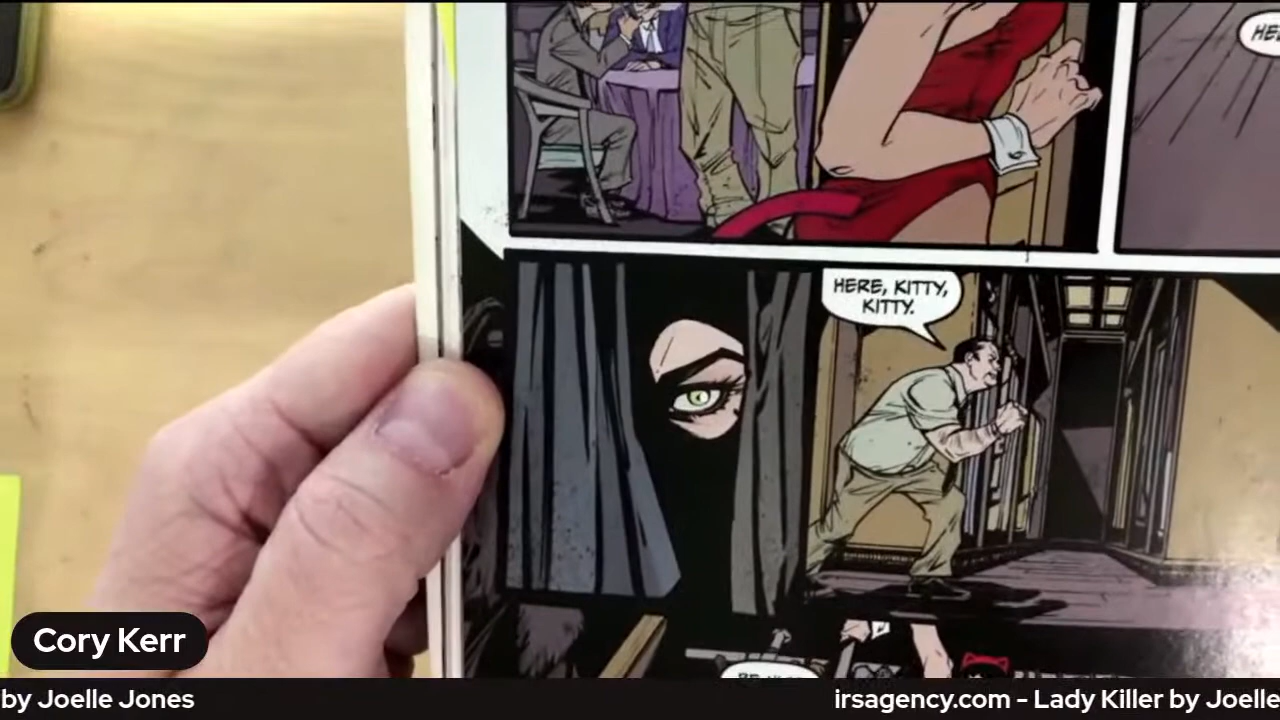 HERE, KITTY,
KITTY.
Cory Kerr
by Joelle Jones
irsagency.com - Lady Killer by Joelle